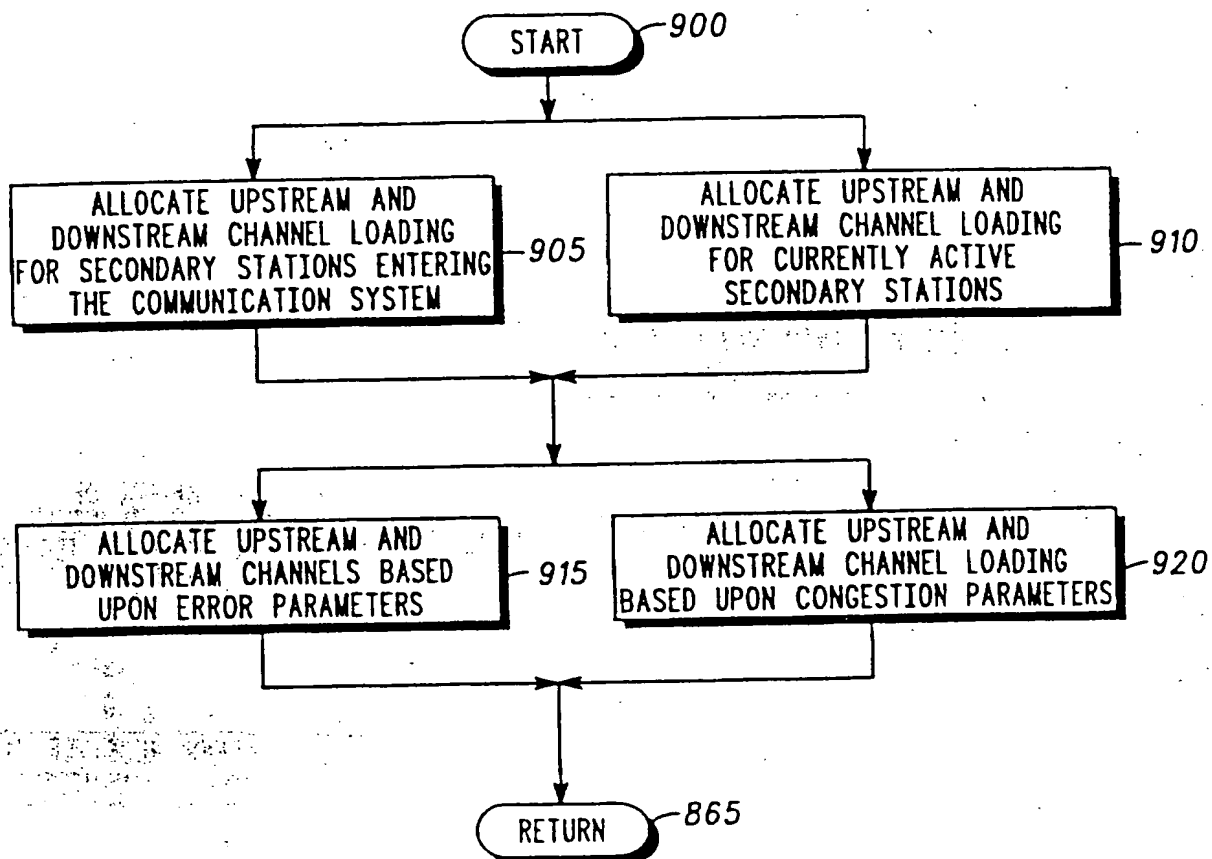 START
900
ALLOCATE UPSTREAM AND
DOWNSTREAM CHANNEL LOADING
FOR SECONDARY STATIONS ENTERING
THE COMMUNICATION SYSTEM
905
ALLOCATE UPSTREAM AND
DOWNSTREAM CHANNEL LOADING
FOR CURRENTLY ACTIVE
SECONDARY STATIONS
910
ALLOCATE UPSTREAM AND
DOWNSTREAM CHANNELS BASED
UPON ERROR PARAMETERS
915
ALLOCATE UPSTREAM AND
DOWNSTREAM CHANNEL LOADING
BASED UPON CONGESTION PARAMETERS
920
RETURN
865